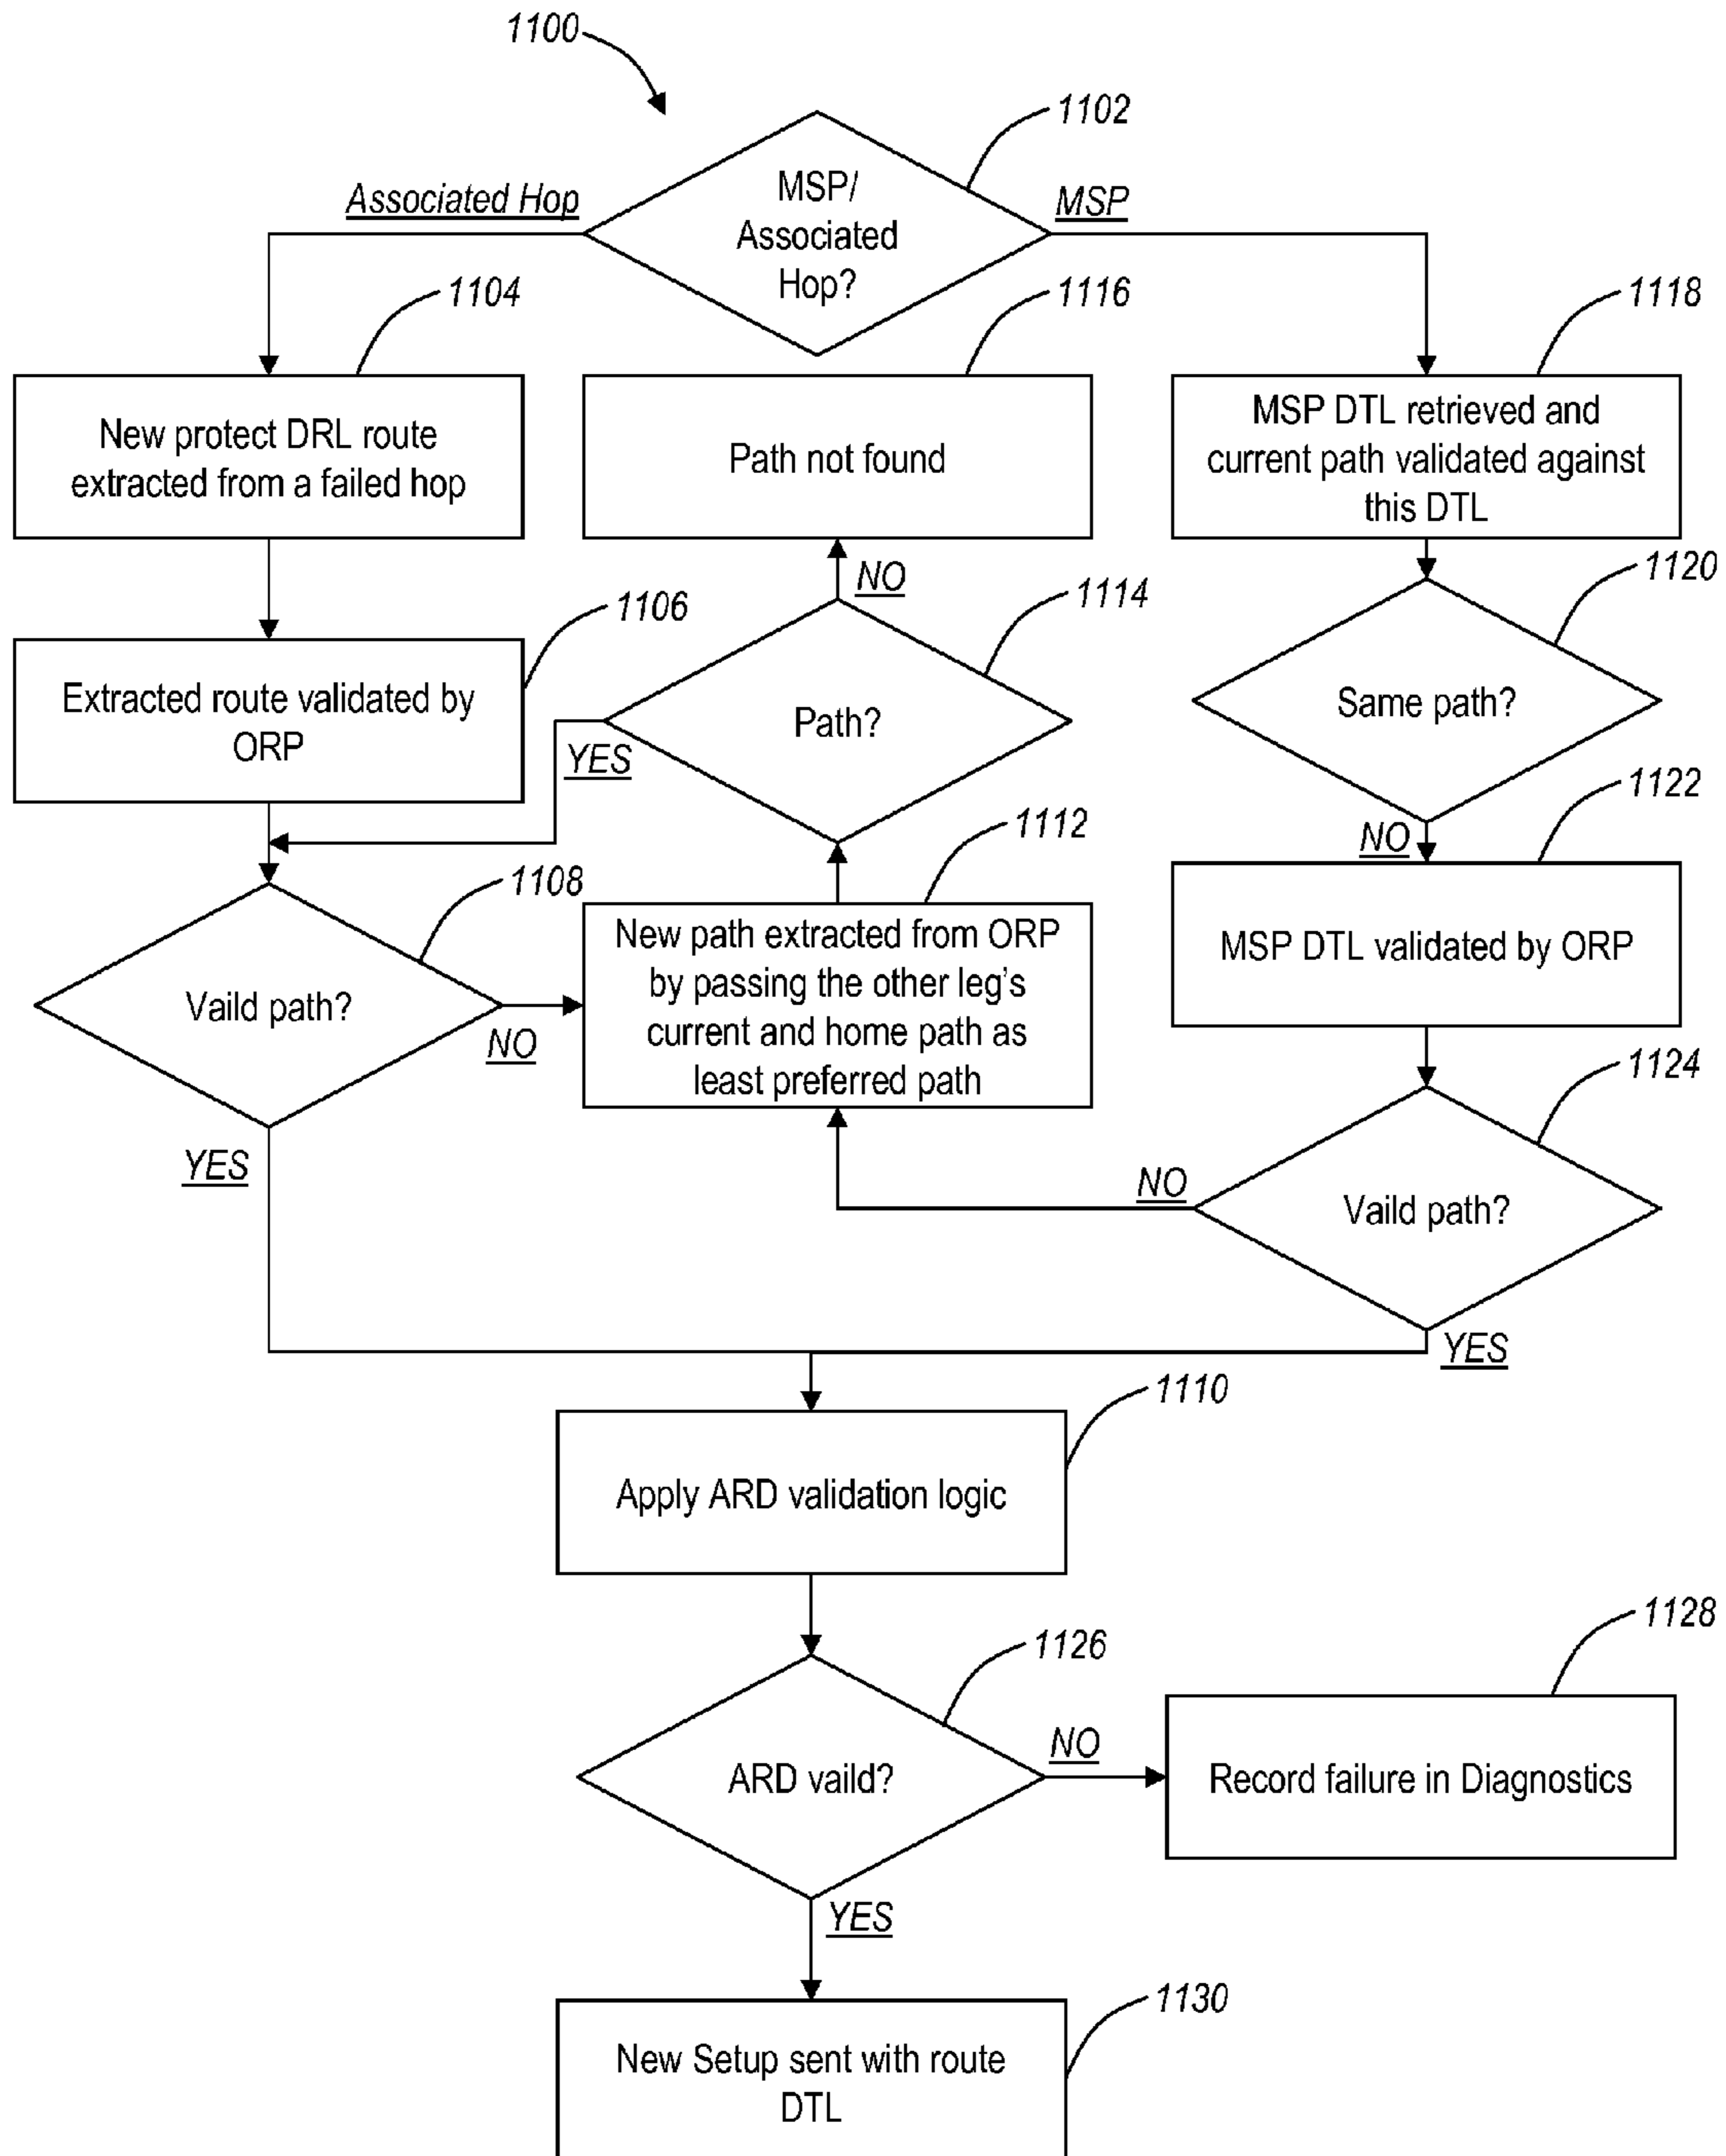 1100
1102
MSP/
Associated
Hop?
Associated Hop
MSP
1104
1116
1118
New protect DRL route
extracted from a failed hop
Path not found
MSP DTL retrieved and
current path validated against
this DTL
NO
1120
1106
1114
Extracted route validated by
ORP
Path?
Same path?
YES
1122
1112
NO
1108
New path extracted from ORP
by passing the other leg's
current and home path as
least preferred path
MSP DTL validated by ORP
Vaild path?
NO
1124
YES
NO
Vaild path?
YES
1110
Apply ARD validation logic
1126
1128
ARD vaild?
NO
Record failure in Diagnostics
YES
1130
New Setup sent with route
DTL